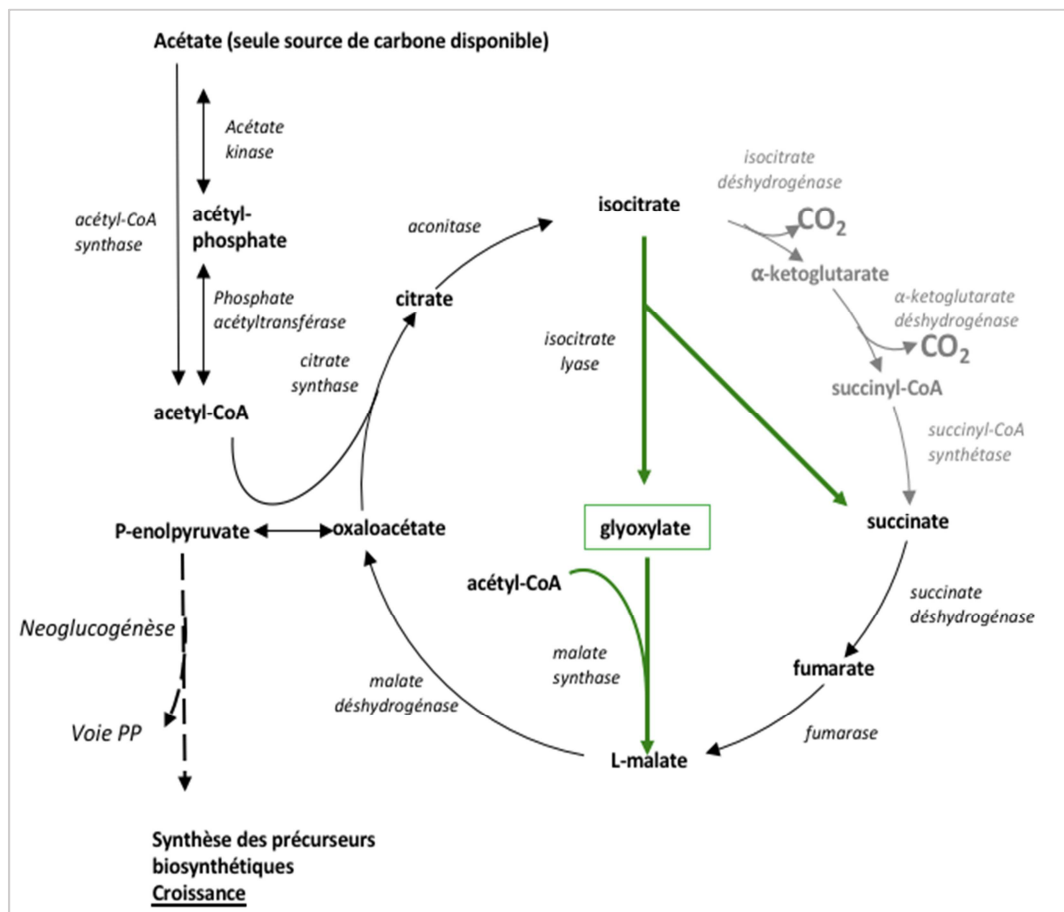 Acétate (seule source de carbone disponible)
Acétate
kinase
acétyl-CoA
synthase
acétyl-
phosphate
Phosphate
acétyltransférase
acetyl-CoA
aconitase
citrate
citrate
synthase
isocitrate
isocitrate
déshydrogénase
CO2
α-ketoglutarate
α-ketoglutarate
déshydrogénase
CO2
succinyl-CoA
succinyl-CoA
synthétase
isocitrate
lyase
P-enolpyruvate
oxaloacétate
glyoxylate
succinate
acétyl-CoA
succinate
déshydrogénase
Neoglucogénèse
malate
synthase
fumarate
malate
déshydrogénase
Voie PP
fumarase
L-malate
Synthèse des précurseurs
biosynthétiques
Croissance